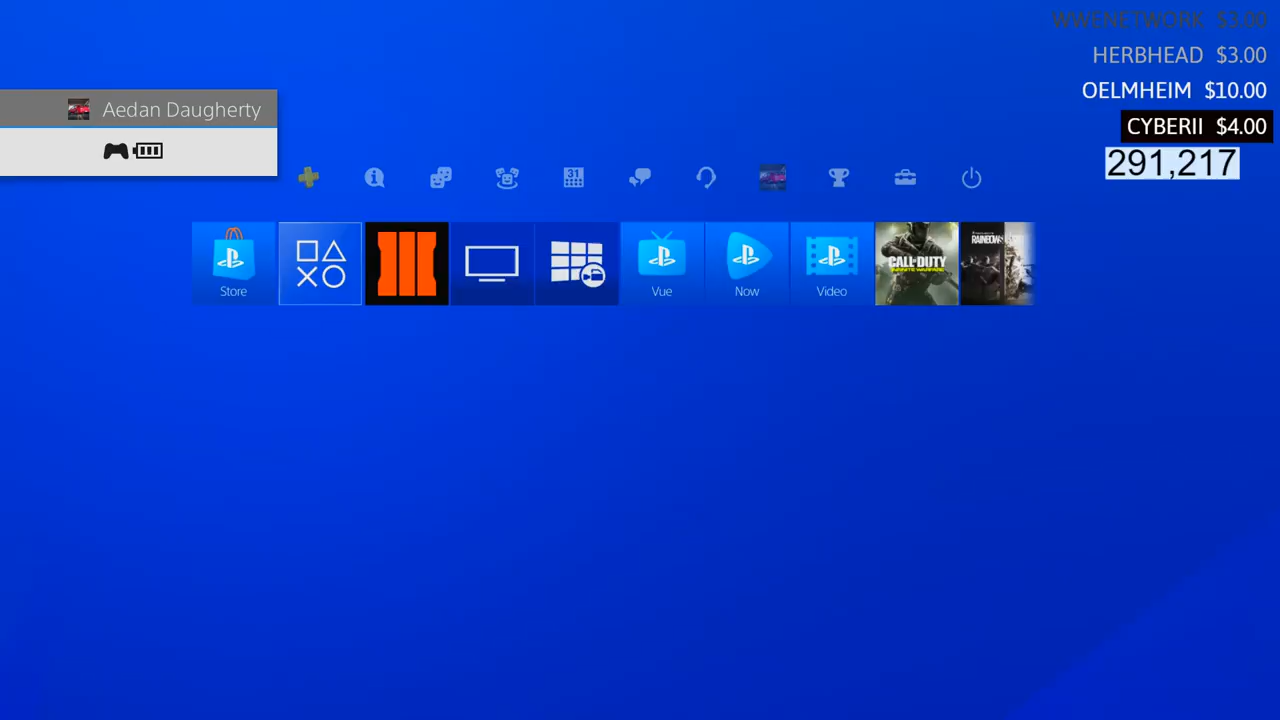 WWENETWORK $3.00
HERBHEAD $3.00
OELMHEIM $10.00
CYBERII $4.00
291,217
Aedan Daugherty
31
Store
Vue
Now
Video
CALL OF DUTY
INFINITE WARFARE
RAINBOW